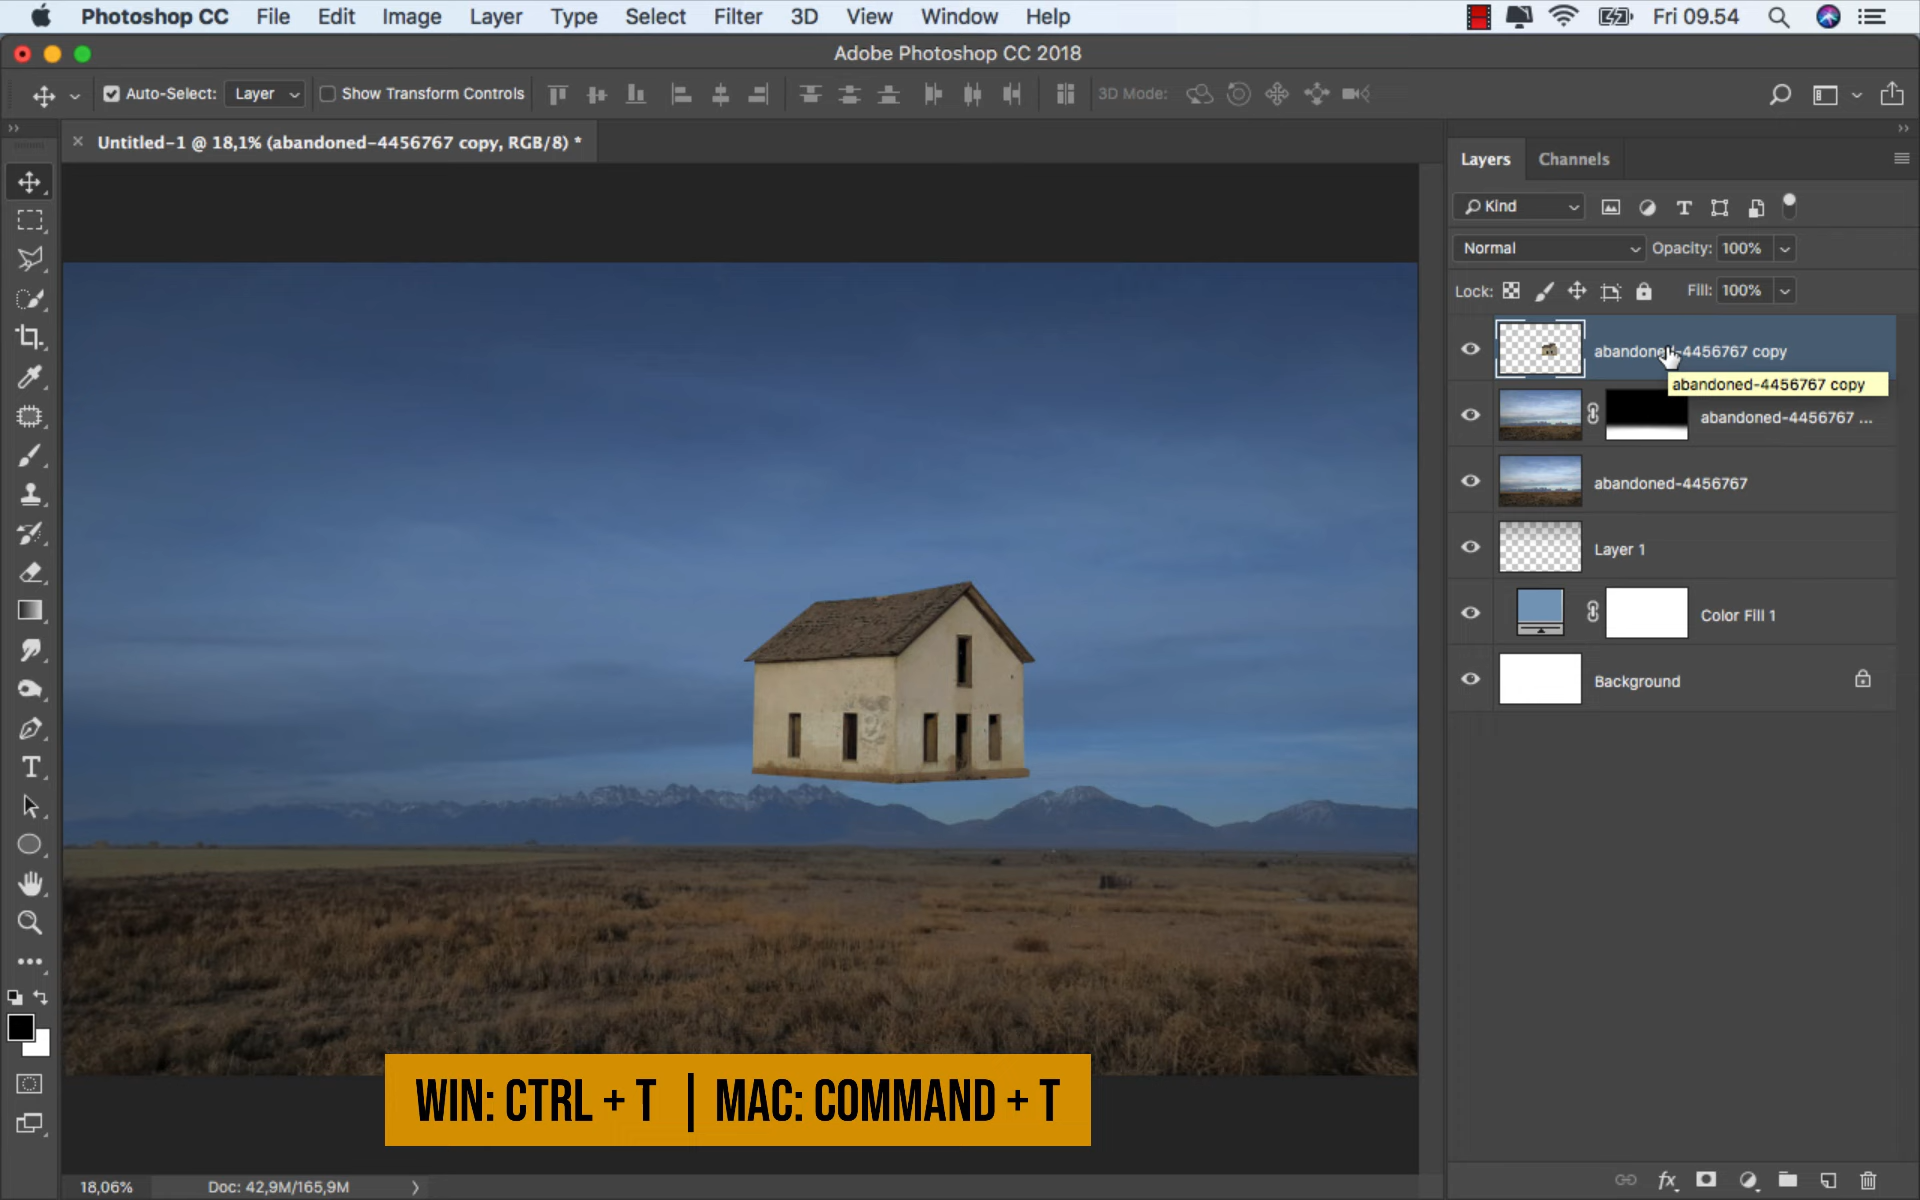 Photoshop CC File Edit Image Layer Type Select Filter 3D View Window Help Fri 09.54
Adobe Photoshop CC 2018
Auto-Select: Layer Show Transform Controls 3D Mode:
Untitled-1 @ 18,1% (abandoned-4456767 copy, RGB/8) *
Layers Channels
Kind
Normal Opacity: 100%
Lock: Fill: 100%
abandoned-4456767 copy
abandoned-4456767 copy
abandoned-4456767 ...
abandoned-4456767
Layer 1
Color Fill 1
Background
WIN: CTRL + T | MAC: COMMAND + T
18,06% Doc: 42,9M/165,9M